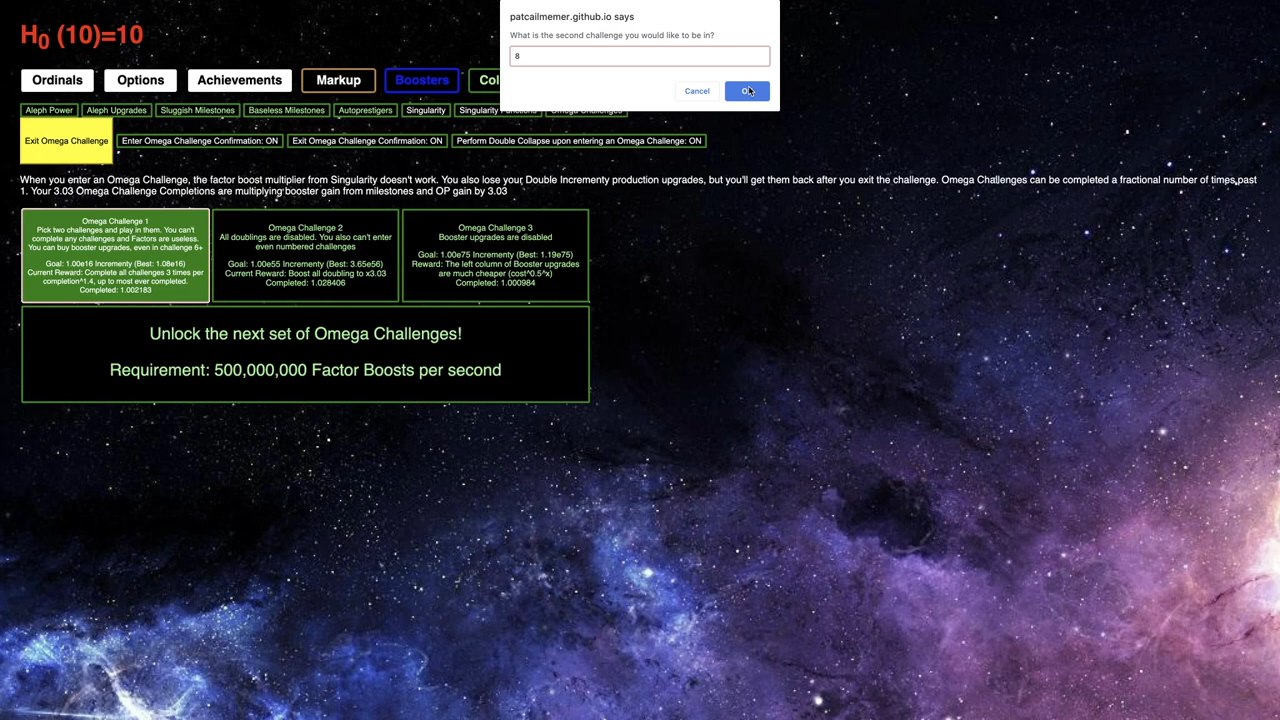 H0 (10)=10
patcailmemer.github.io says
What is the second challenge you would like to be in?
8
Cancel
Ordinals
Options
Achievements
Markup
Boosters
Aleph Power
Aleph Upgrades
Sluggish Milestones
Baseless Milestones
Autoprestigers
Singularity
Singularity Functions
Omega Challenges
Exit Omega Challenge
Enter Omega Challenge Confirmation: ON
Exit Omega Challenge Confirmation: ON
Perform Double Collapse upon entering an Omega Challenge: ON
When you enter an Omega Challenge, the factor boost multiplier from Singularity doesn't work. You also lose your Double Incrementy production upgrades, but you'll get them back after you exit the challenge. Omega Challenges can be completed a fractional number of times past
1. Your 3.03 Omega Challenge Completions are multiplying booster gain from milestones and OP gain by 3.03
Omega Challenge 1
Pick two challenges and play in them. You can't
complete any challenges and Factors are useless.
You can buy booster upgrades, even in challenge 6+
Goal: 1.00e16 Incrementy (Best: 1.08e16)
Current Reward: Complete all challenges 3 times per
completion^1.4, up to most ever completed.
Completed: 1.002183
Omega Challenge 2
All doublings are disabled. You also can't enter
even numbered challenges
Goal: 1.00e55 Incrementy (Best: 3.65e56)
Current Reward: Boost all doubling to x3.03
Completed: 1.028406
Omega Challenge 3
Booster upgrades are disabled
Goal: 1.00e75 Incrementy (Best: 1.19e75)
Reward: The left column of Booster upgrades
are much cheaper (cost^0.5^x)
Completed: 1.000984
Unlock the next set of Omega Challenges!
Requirement: 500,000,000 Factor Boosts per second